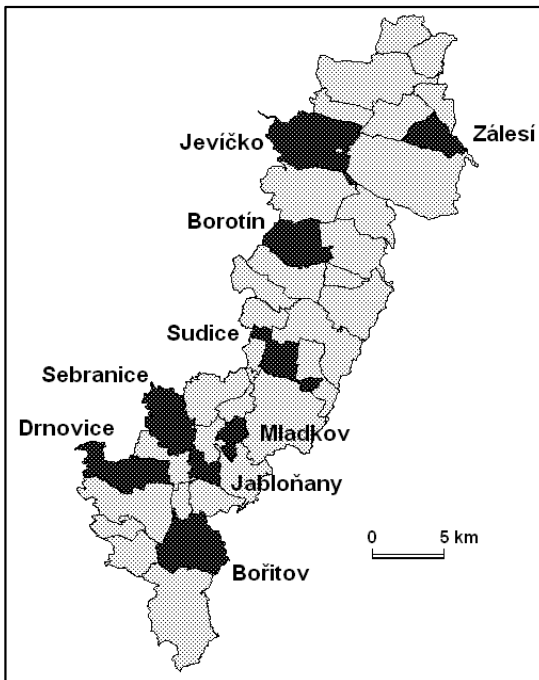 Jevíčko
Zálesí
Borotín
Sudice
Sebranice
Drnovice
Mladkov
Jabloňany
0 5 km
Bořitov